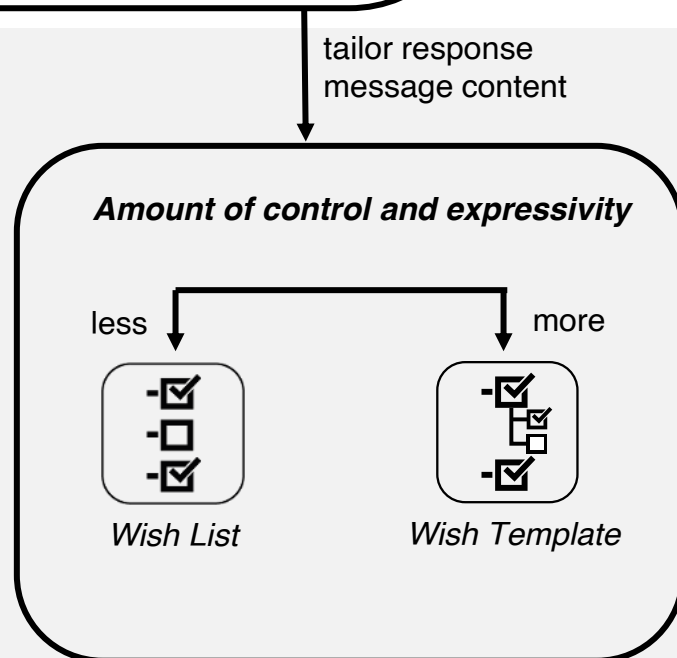 tailor response
message content
Amount of control and expressivity
less
more
Wish List
Wish Template